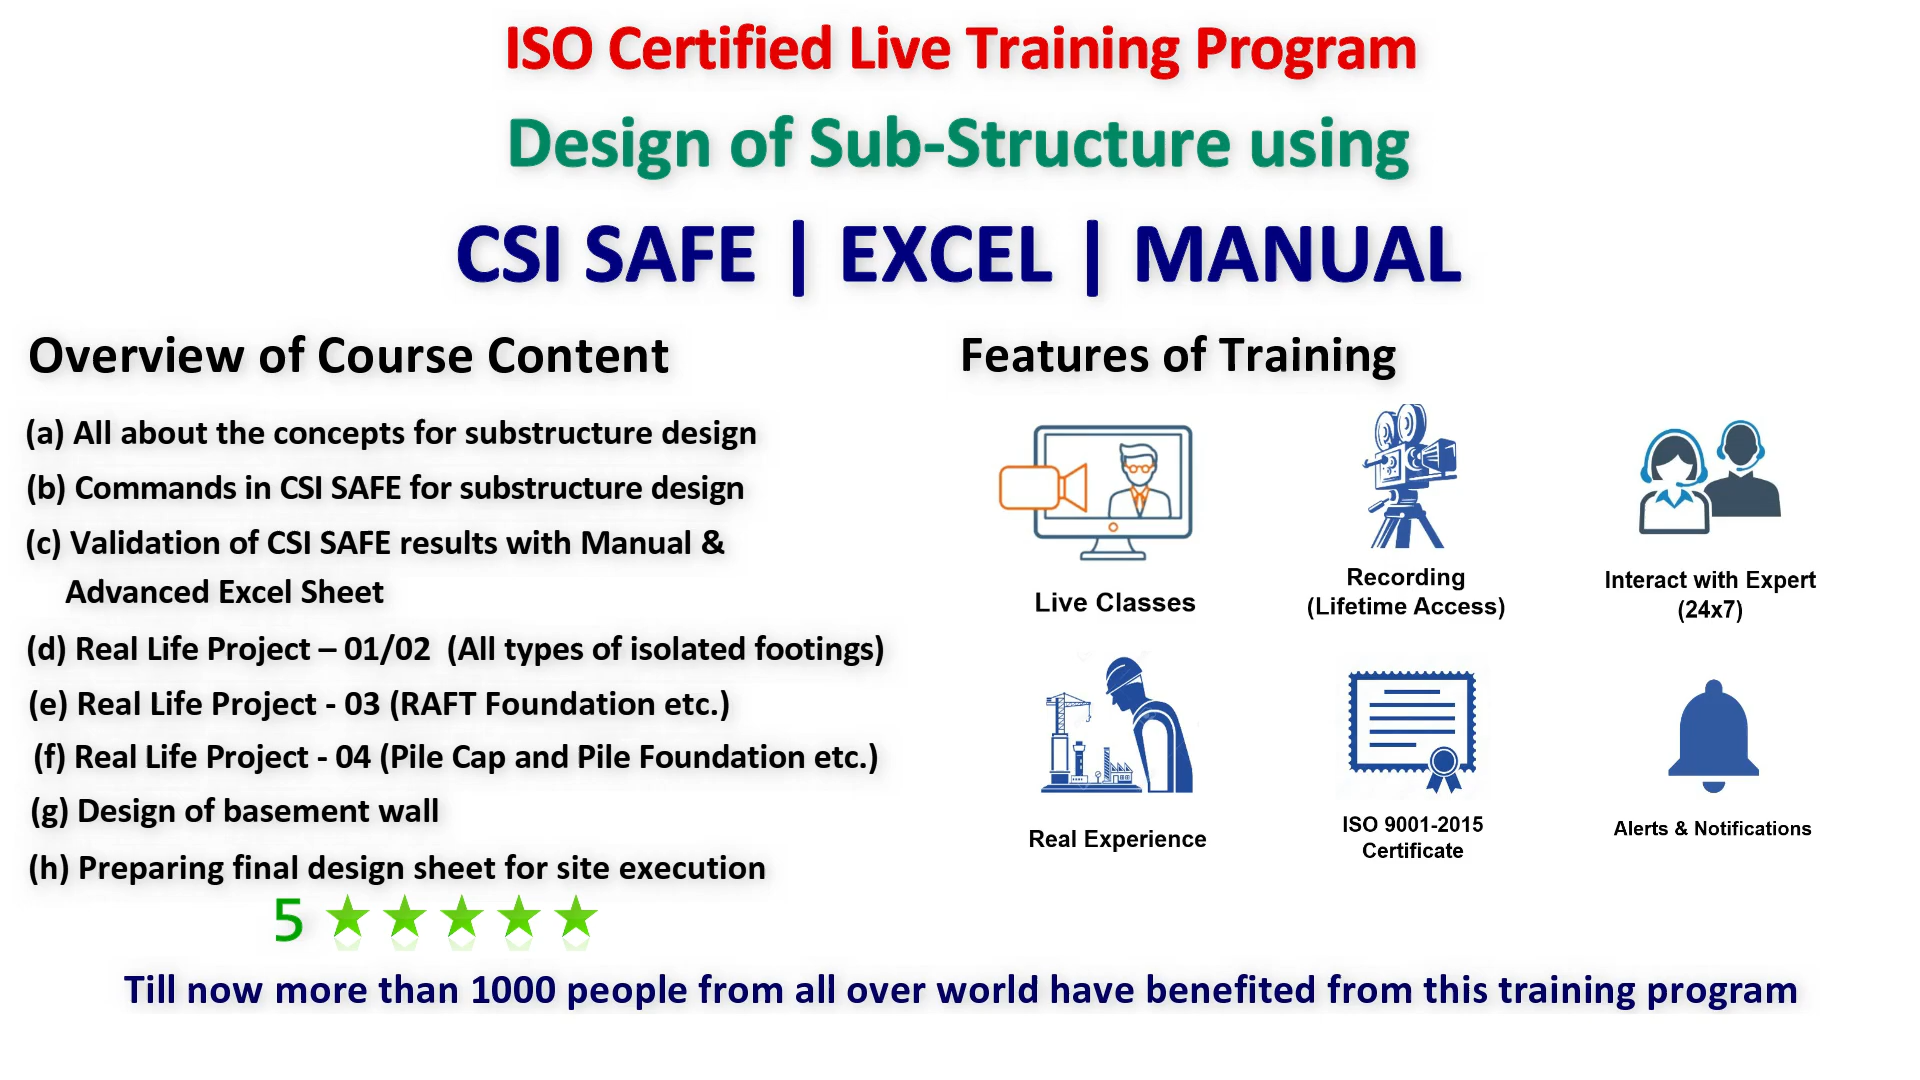 ISO Certified Live Training Program
Design of Sub-Structure using
CSI SAFE | EXCEL | MANUAL
Overview of Course Content
(a) All about the concepts for substructure design
(b) Commands in CSI SAFE for substructure design
(c) Validation of CSI SAFE results with Manual &
Advanced Excel Sheet
(d) Real Life Project – 01/02 (All types of isolated footings)
(e) Real Life Project - 03 (RAFT Foundation etc.)
(f) Real Life Project - 04 (Pile Cap and Pile Foundation etc.)
(g) Design of basement wall
(h) Preparing final design sheet for site execution
5
Features of Training
Live Classes
Recording
(Lifetime Access)
Interact with Expert
(24x7)
Real Experience
ISO 9001-2015
Certificate
Alerts & Notifications
Till now more than 1000 people from all over world have benefited from this training program